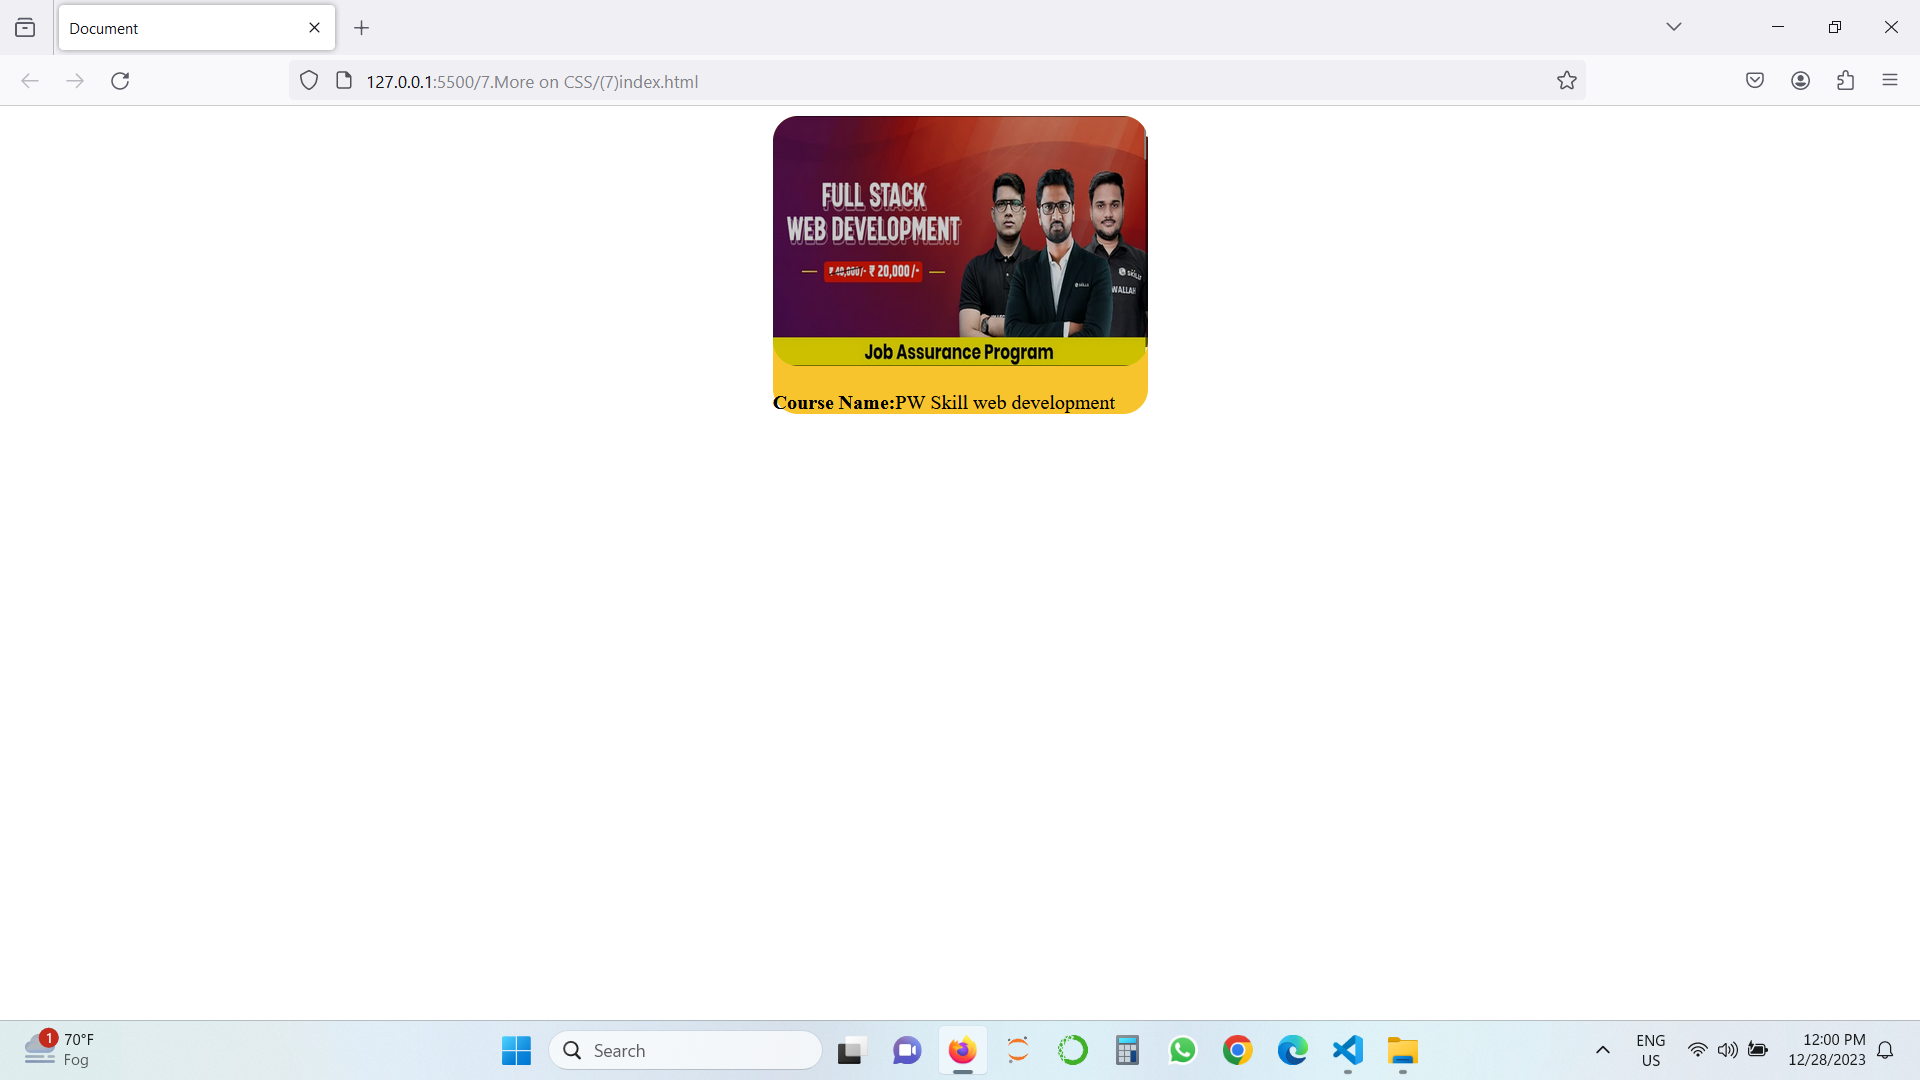 Document
127.0.0.1:5500/7.More on CSS/(7)index.html
FULL STACK
WEB DEVELOPMENT
₹ 40,000/- ₹ 20,000/-
SKILLS
SKILLS
WALLAH
Job Assurance Program
Course Name:PW Skill web development
1
70°F
Fog
Search
ENG
US
12:00 PM
12/28/2023